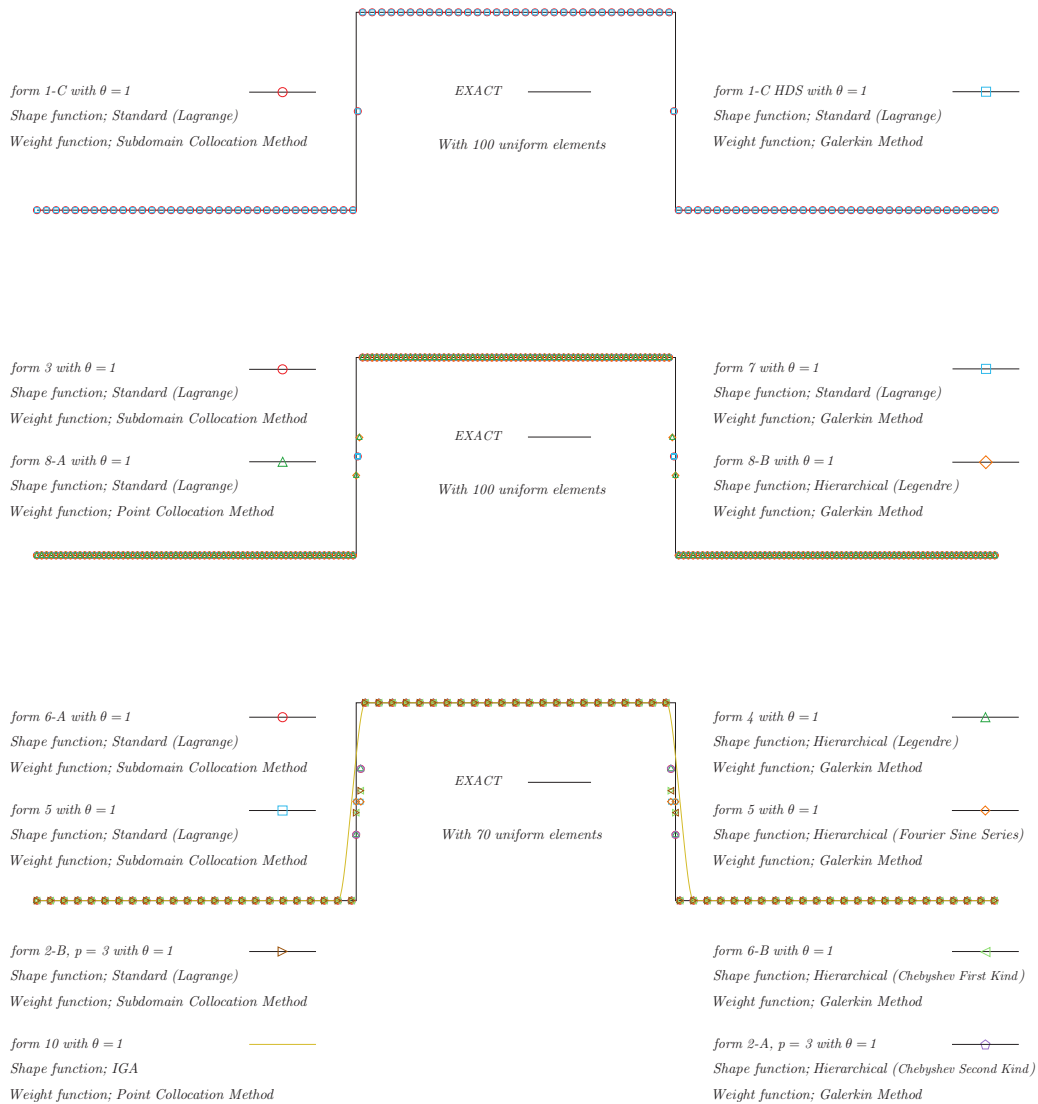 form 1-C with θ = 1
Shape function; Standard (Lagrange)
Weight function; Subdomain Collocation Method
EXACT
With 100 uniform elements
form 1-C HDS with θ = 1
Shape function; Standard (Lagrange)
Weight function; Galerkin Method
form 3 with θ = 1
Shape function; Standard (Lagrange)
Weight function; Subdomain Collocation Method
form 8-A with θ = 1
Shape function; Standard (Lagrange)
Weight function; Point Collocation Method
EXACT
With 100 uniform elements
form 7 with θ = 1
Shape function; Standard (Lagrange)
Weight function; Galerkin Method
form 8-B with θ = 1
Shape function; Hierarchical (Legendre)
Weight function; Galerkin Method
form 6-A with θ = 1
Shape function; Standard (Lagrange)
Weight function; Subdomain Collocation Method
form 5 with θ = 1
Shape function; Standard (Lagrange)
Weight function; Subdomain Collocation Method
EXACT
With 70 uniform elements
form 4 with θ = 1
Shape function; Hierarchical (Legendre)
Weight function; Galerkin Method
form 5 with θ = 1
Shape function; Hierarchical (Fourier Sine Series)
Weight function; Galerkin Method
form 2-B, p = 3 with θ = 1
Shape function; Standard (Lagrange)
Weight function; Subdomain Collocation Method
form 10 with θ = 1
Shape function; IGA
Weight function; Point Collocation Method
form 6-B with θ = 1
Shape function; Hierarchical (Chebyshev First Kind)
Weight function; Galerkin Method
form 2-A, p = 3 with θ = 1
Shape function; Hierarchical (Chebyshev Second Kind)
Weight function; Galerkin Method